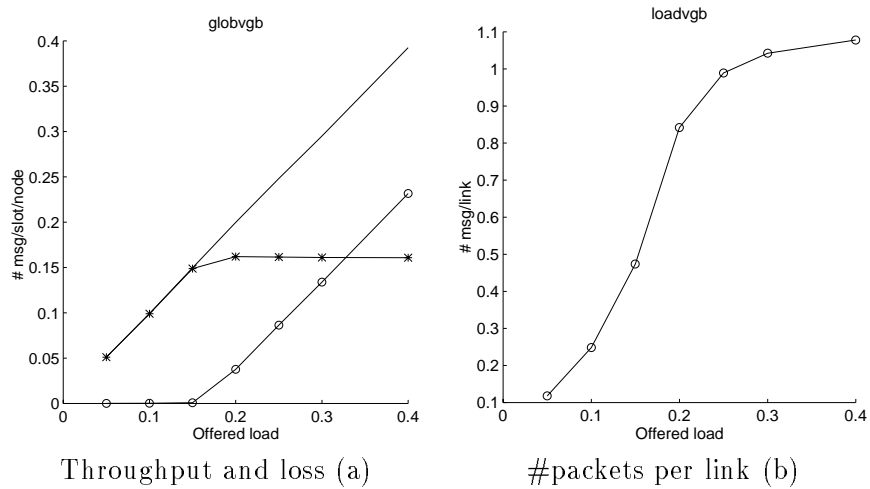 globvgb
0.4
0.35
0.3
0.25
0.2
0.15
0.1
0.05
0
# msg/slot/node
0 0.1 0.2 0.3 0.4
Offered load
Throughput and loss (a)
loadvgb
1.1
1
0.9
0.8
0.7
0.6
0.5
0.4
0.3
0.2
0.1
# msg/link
0 0.1 0.2 0.3 0.4
Offered load
#packets per link (b)